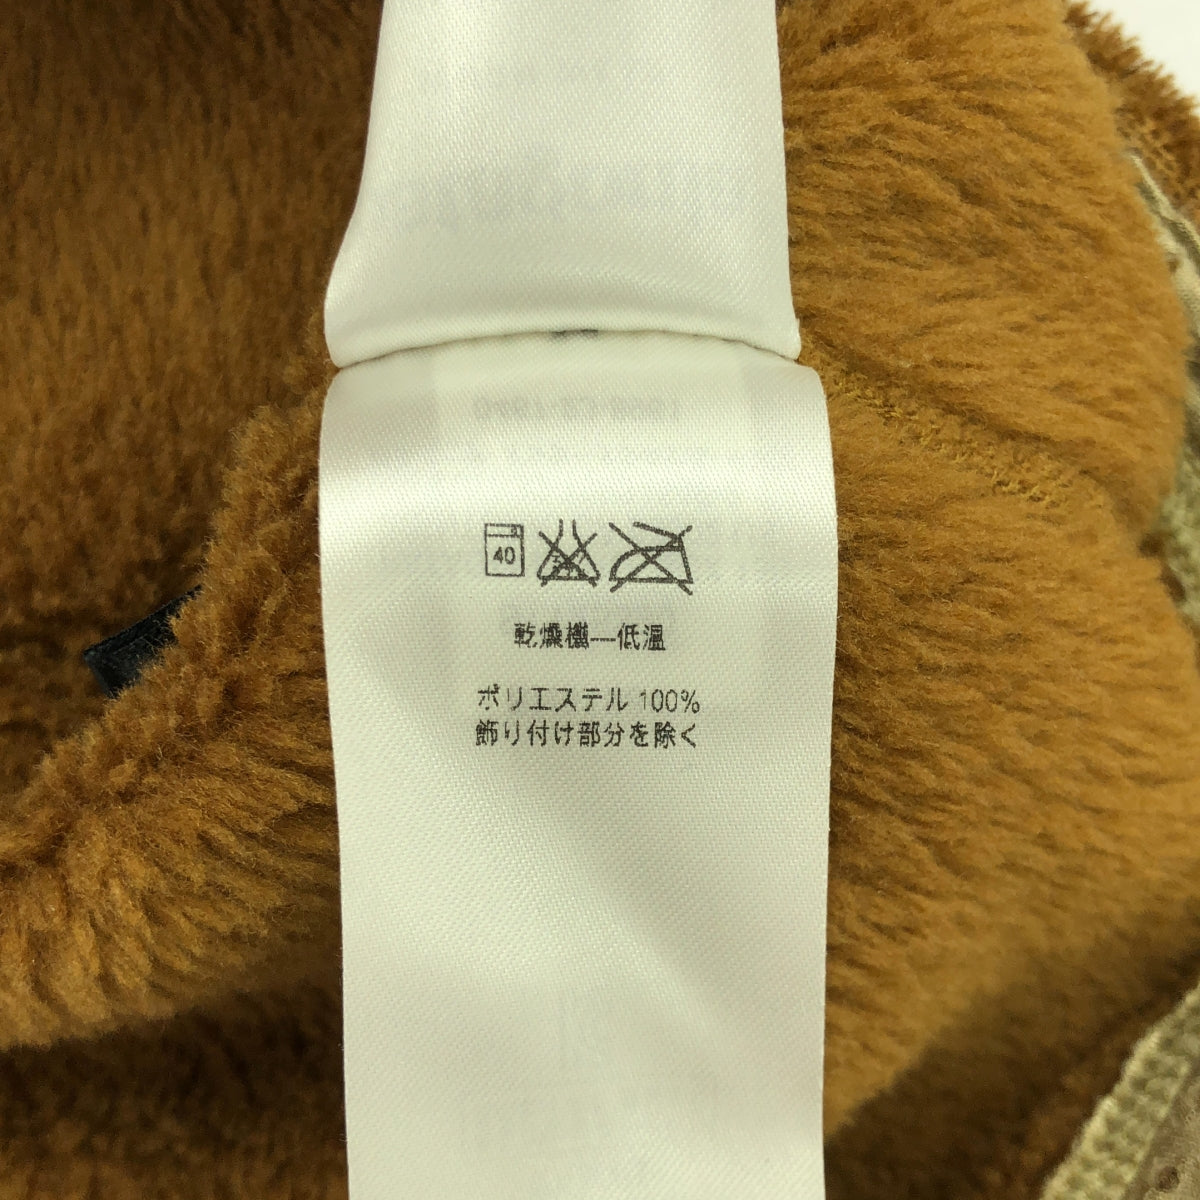 40
乾燥機—低温
ポリエステル 100%
飾り付け部分を除く